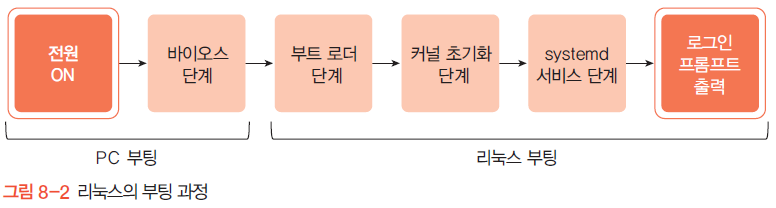 전원
ON
바이오스
단계
부트 로더
단계
커널 초기화
단계
systemd
서비스 단계
로그인
프롬프트
출력
PC 부팅
리눅스 부팅
그림 8-2 리눅스의 부팅 과정